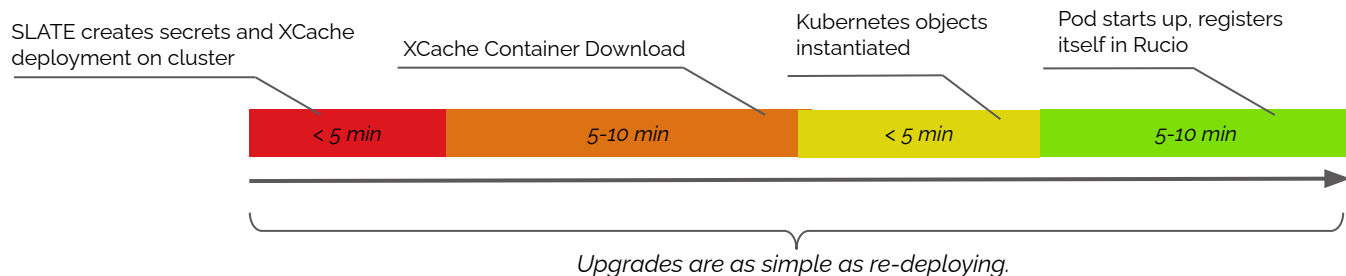 SLATE creates secrets and XCache
deployment on cluster
XCache Container Download
Kubernetes objects
instantiated
Pod starts up, registers
itself in Rucio
< 5 min
5-10 min
< 5 min
5-10 min
Upgrades are as simple as re-deploying.